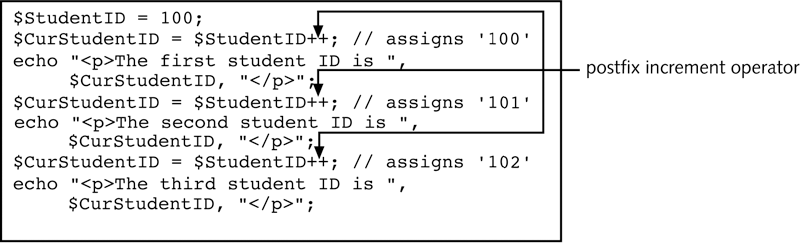 $StudentID = 100;
$CurStudentID = $StudentID++; // assigns '100'
echo "<p>The first student ID is ",
$CurStudentID, "</p>";
$CurStudentID = $StudentID++; // assigns '101'
echo "<p>The second student ID is ",
$CurStudentID, "</p>";
$CurStudentID = $StudentID++; // assigns '102'
echo "<p>The third student ID is ",
$CurStudentID, "</p>";
postfix increment operator